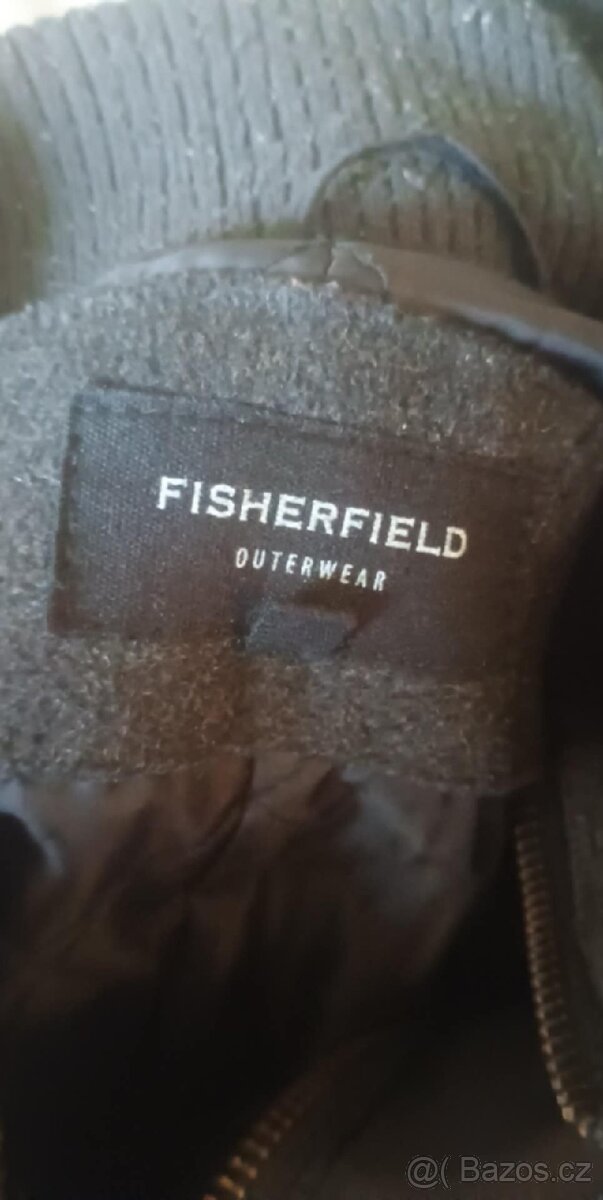 FISHERFIELD
OUTERWEAR
@( Bazos.cz